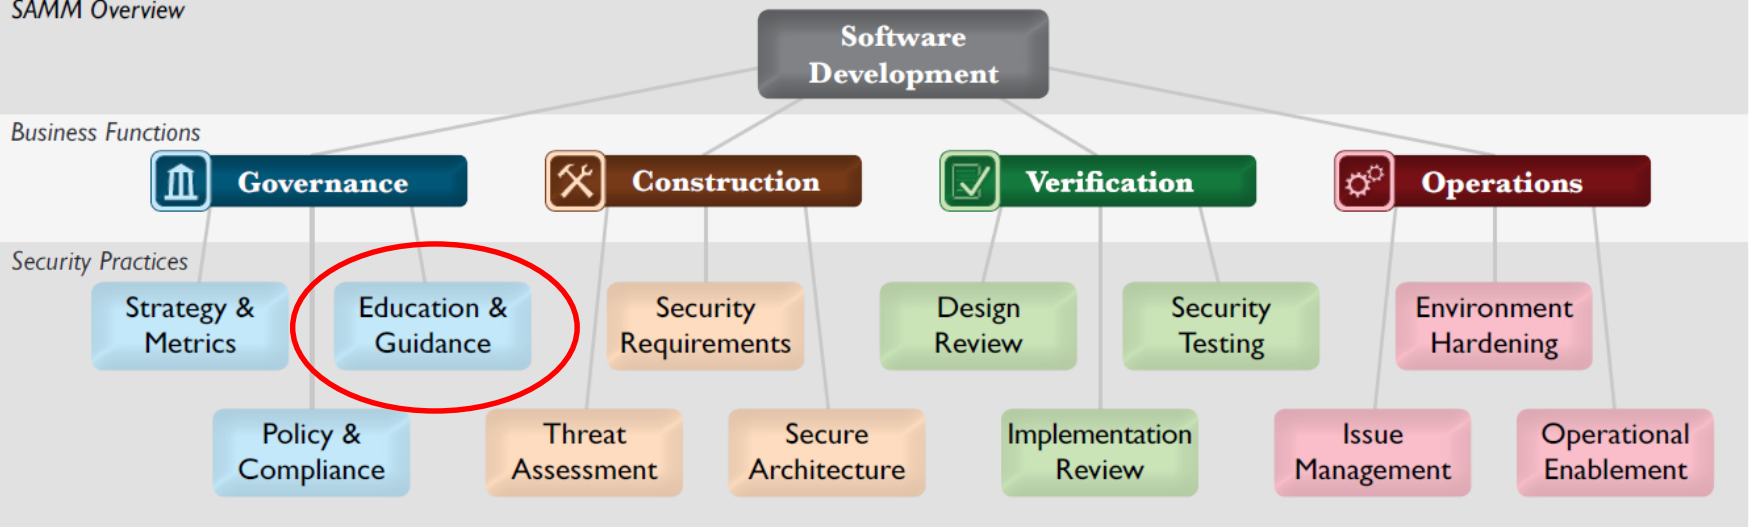 SAMM Overview
Software
Development
Business Functions
Governance
Construction
Verification
Operations
Security Practices
Strategy &
Metrics
Education &
Guidance
Security
Requirements
Design
Review
Security
Testing
Environment
Hardening
Policy &
Compliance
Threat
Assessment
Secure
Architecture
Implementation
Review
Issue
Management
Operational
Enablement